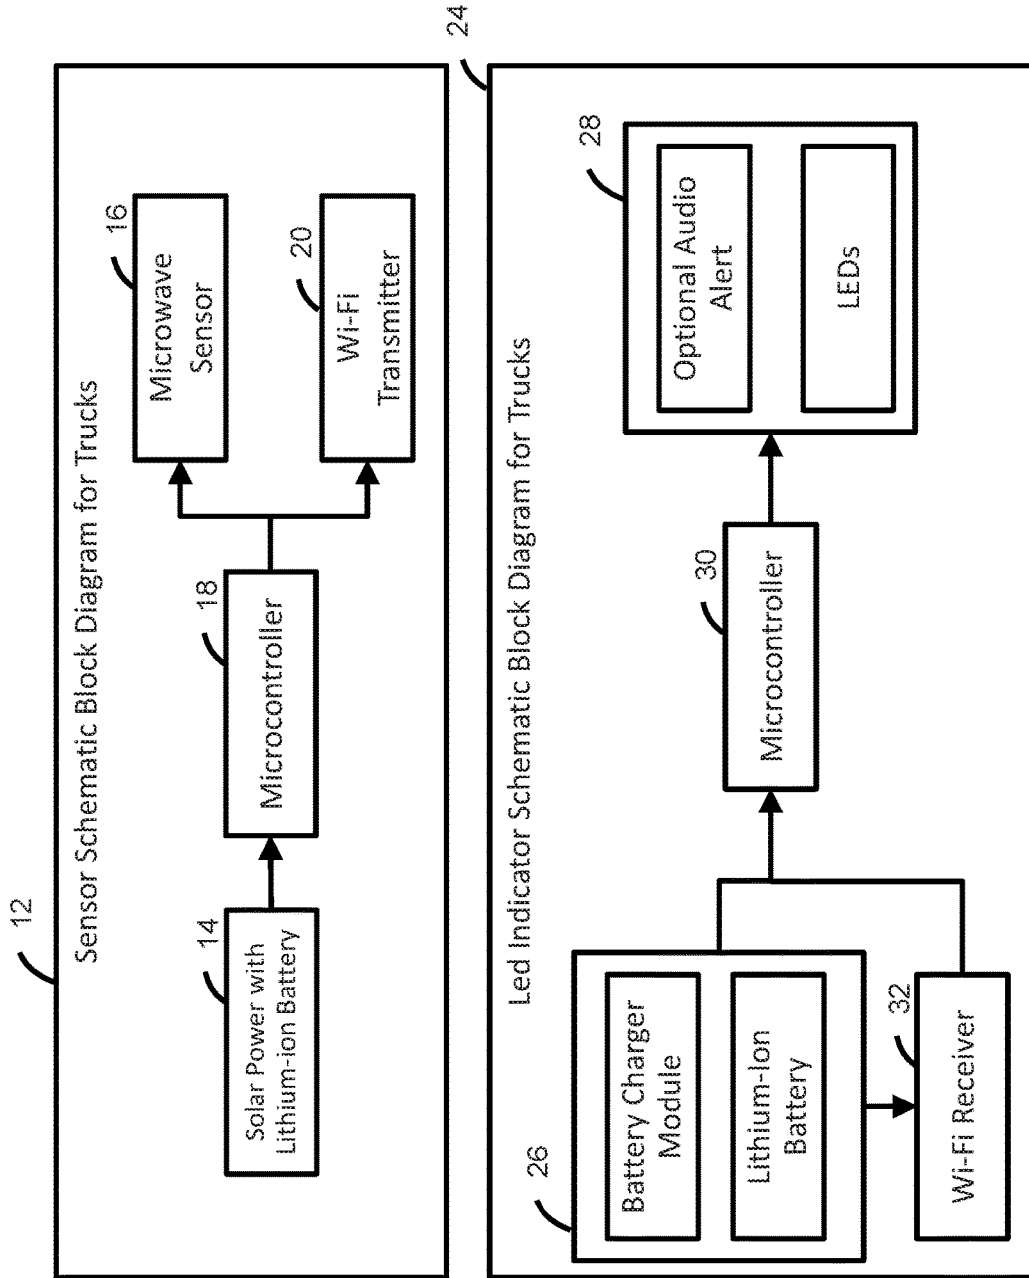 12
Sensor Schematic Block Diagram for Trucks
14
Solar Power with
Lithium-ion Battery
18
Microcontroller
16
Microwave
Sensor
20
Wi-Fi
Transmitter
24
Led Indicator Schematic Block Diagram for Trucks
26
Battery Charger
Module
Lithium-Ion
Battery
32
Wi-Fi Receiver
30
Microcontroller
28
Optional Audio
Alert
LEDs